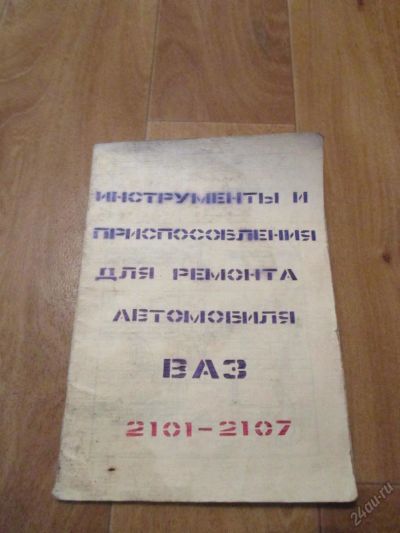 ИНСТРУМЕНТЫ И
ПРИСПОСОБЛЕНИЯ
ДЛЯ РЕМОНТА
АВТОМОБИЛЯ
ВАЗ
2101-2107
24au.ru